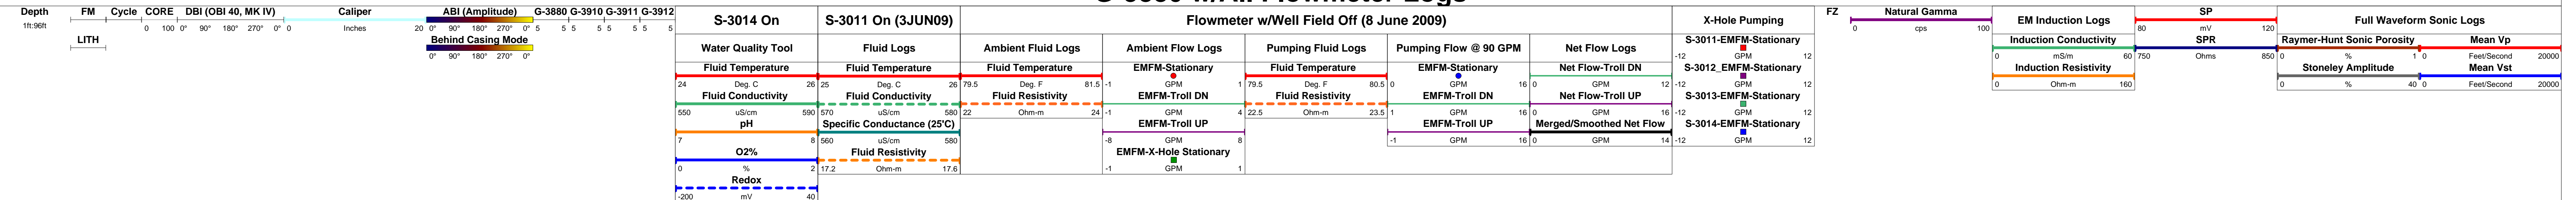 Depth FM Cycle CORE DBI (OBI 40, MK IV) Caliper ABI (Amplitude) G-3880 G-3910 G-3911 G-3912
1ft:96ft 0 100 0° 90° 180° 270° 0° 0 Inches 20 0° 90° 180° 270° 0° 5 5 5 5 5 5 5
LITH Behind Casing Mode
0° 90° 180° 270° 0°
S-3014 On S-3011 On (3JUN09) Flowmeter w/Well Field Off (8 June 2009) X-Hole Pumping
Water Quality Tool Fluid Logs Ambient Fluid Logs Ambient Flow Logs Pumping Fluid Logs Pumping Flow @ 90 GPM Net Flow Logs
S-3011-EMFM-Stationary
-12 GPM 12
Fluid Temperature Fluid Temperature Fluid Temperature EMFM-Stationary Fluid Temperature EMFM-Stationary Net Flow-Troll DN S-3012_EMFM-Stationary
24 Deg. C 26 25 Deg. C 26 79.5 Deg. F 81.5 -1 GPM 1 79.5 Deg. F 80.5 0 GPM 16 0 GPM 12 -12 GPM 12
Fluid Conductivity Fluid Conductivity Fluid Resistivity EMFM-Troll DN Fluid Resistivity EMFM-Troll DN Net Flow-Troll UP S-3013-EMFM-Stationary
550 uS/cm 590 570 uS/cm 580 22 Ohm-m 24 -1 GPM 4 22.5 Ohm-m 23.5 1 GPM 16 0 GPM 16 -12 GPM 12
pH Specific Conductance (25'C) EMFM-Troll UP EMFM-Troll UP Merged/Smoothed Net Flow S-3014-EMFM-Stationary
7 8 560 uS/cm 580 -8 GPM 8 -1 GPM 16 0 GPM 14 -12 GPM 12
O2% Fluid Resistivity EMFM-X-Hole Stationary
0 % 2 17.2 Ohm-m 17.6 -1 GPM 1
Redox
-200 mV 40
FZ Natural Gamma EM Induction Logs SP Full Waveform Sonic Logs
0 cps 100 80 mV 120
Induction Conductivity SPR Raymer-Hunt Sonic Porosity Mean Vp
0 mS/m 60 750 Ohms 850 0 % 1 0 Feet/Second 20000
Induction Resistivity Stoneley Amplitude Mean Vst
0 Ohm-m 160 0 % 40 0 Feet/Second 20000